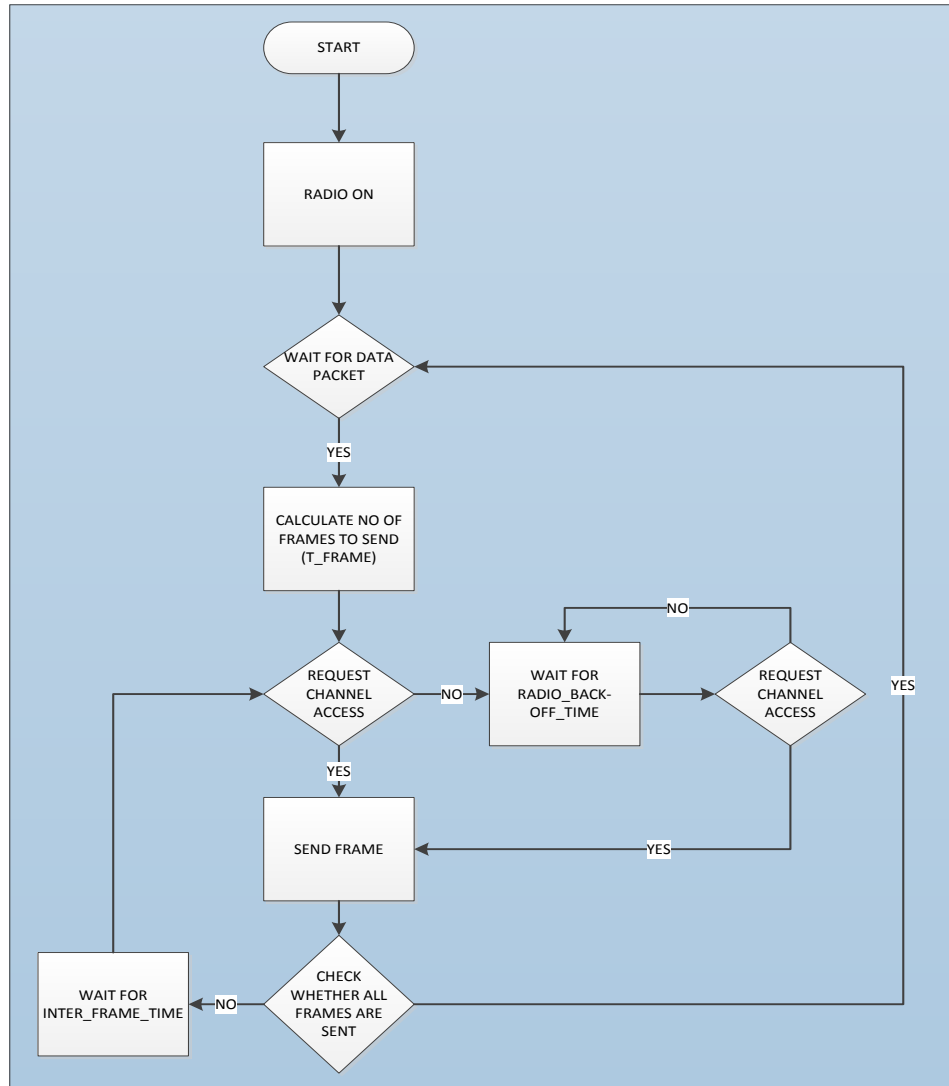 START
RADIO ON
WAIT FOR DATA
PACKET
YES
CALCULATE NO OF
FRAMES TO SEND
(T_FRAME)
NO
REQUEST
CHANNEL
ACCESS
NO
WAIT FOR
RADIO_BACK-
OFF_TIME
REQUEST
CHANNEL
ACCESS
YES
YES
SEND FRAME
YES
CHECK
WHETHER ALL
FRAMES ARE
SENT
NO
WAIT FOR
INTER_FRAME_TIME